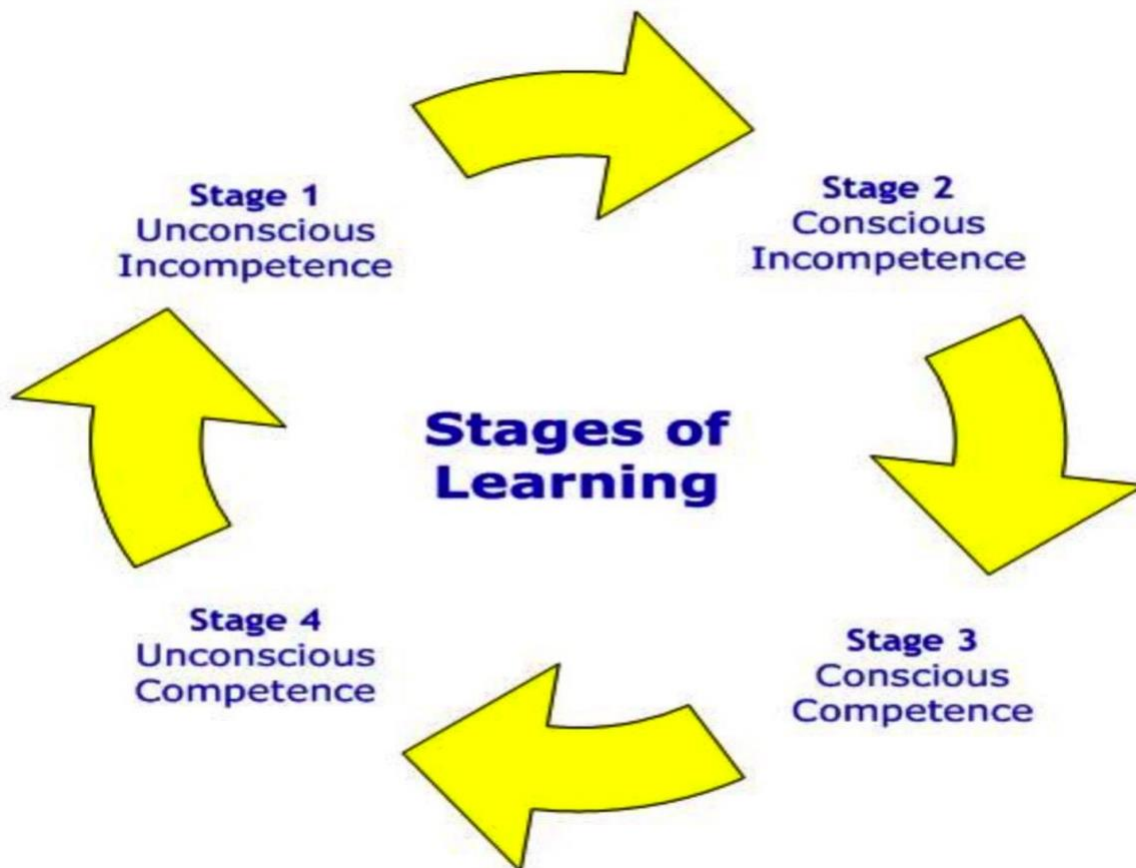 Stage 1
Unconscious
Incompetence
Stage 2
Conscious
Incompetence
Stages of
Learning
Stage 4
Unconscious
Competence
Stage 3
Conscious
Competence